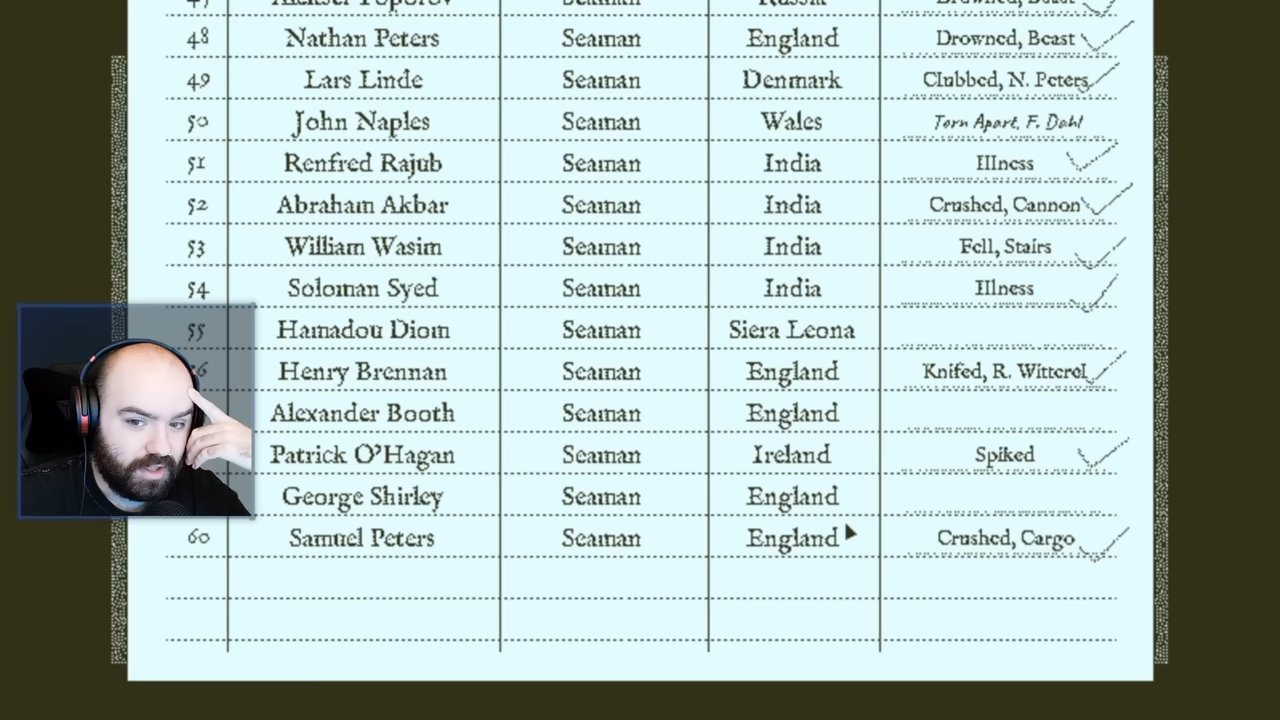 48 Nathan Peters Seaman England Drowned, Beast
49 Lars Linde Seaman Denmark Clubbed, N. Peters
50 John Naples Seaman Wales Torn Apart, F. Dahl
51 Renfred Rajub Seaman India Illness
52 Abraham Akbar Seaman India Crushed, Cannon
53 William Wasim Seaman India Fell, Stairs
54 Soloman Syed Seaman India Illness
55 Hamadou Diom Seaman Siera Leona
Henry Brennan Seaman England Knifed, R. Witterel
Alexander Booth Seaman England
Patrick O'Hagan Seaman Ireland Spiked
George Shirley Seaman England
60 Samuel Peters Seaman England Crushed, Cargo